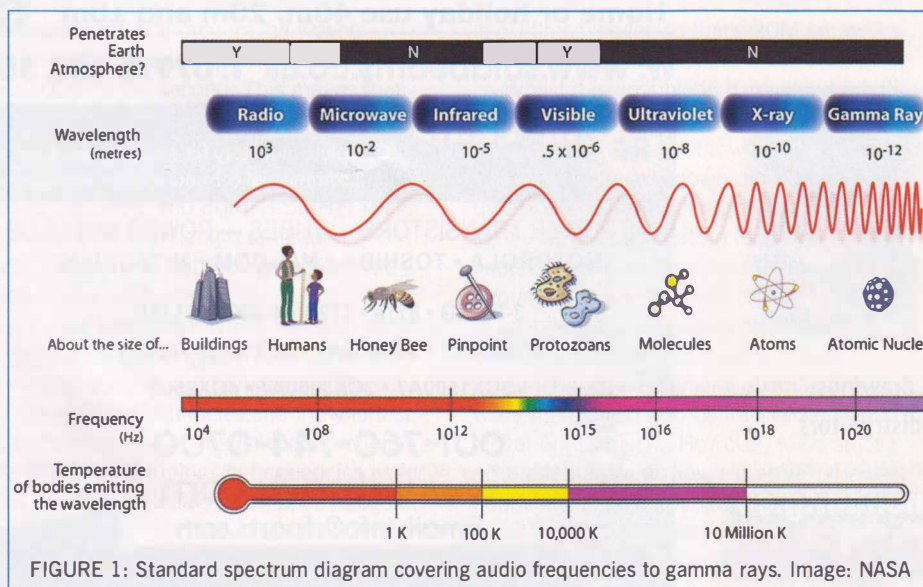 Penetrates
Earth
Atmosphere?
Y
N
Y
N
Radio
Microwave
Infrared
Visible
Ultraviolet
X-ray
Gamma Ray
Wavelength
(metres)
10³
10⁻²
10⁻⁵
.5 x 10⁻⁶
10⁻⁸
10⁻¹⁰
10⁻¹²
About the size of...
Buildings
Humans
Honey Bee
Pinpoint
Protozoans
Molecules
Atoms
Atomic Nuclei
Frequency
(Hz)
10⁴
10⁸
10¹²
10¹⁵
10¹⁶
10¹⁸
10²⁰
Temperature
of bodies emitting
the wavelength
1 K
100 K
10,000 K
10 Million K
FIGURE 1: Standard spectrum diagram covering audio frequencies to gamma rays. Image: NASA